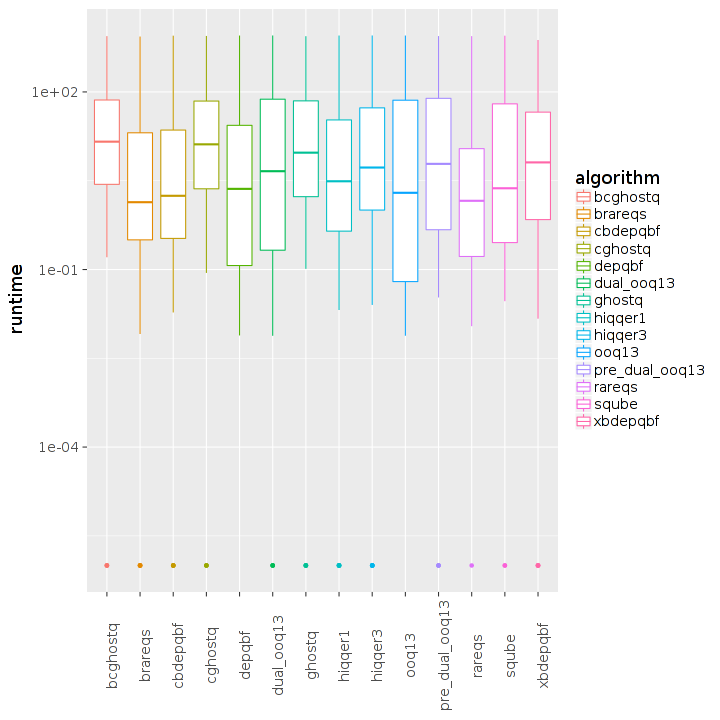 1e+02
1e-01
1e-04
runtime
bcghostq
brareqs
cbdepqbf
cghostq
depqbf
dual_ooq13
ghostq
hiqqer1
hiqqer3
ooq13
pre_dual_ooq13
rareqs
sqube
xbdepqbf
algorithm
bcghostq
brareqs
cbdepqbf
cghostq
depqbf
dual_ooq13
ghostq
hiqqer1
hiqqer3
ooq13
pre_dual_ooq13
rareqs
sqube
xbdepqbf